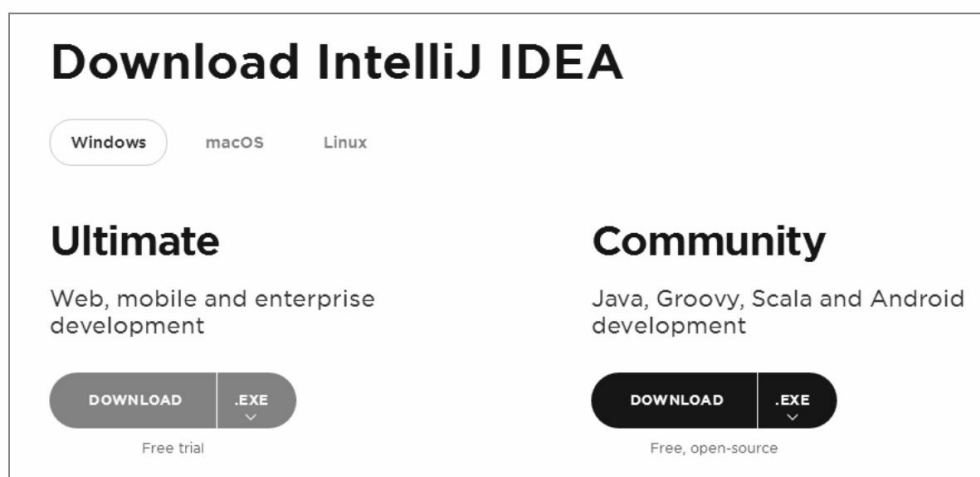 Download IntelliJ IDEA
Windows macOS Linux
Ultimate
Web, mobile and enterprise
development
DOWNLOAD .EXE
Free trial
Community
Java, Groovy, Scala and Android
development
DOWNLOAD .EXE
Free, open-source